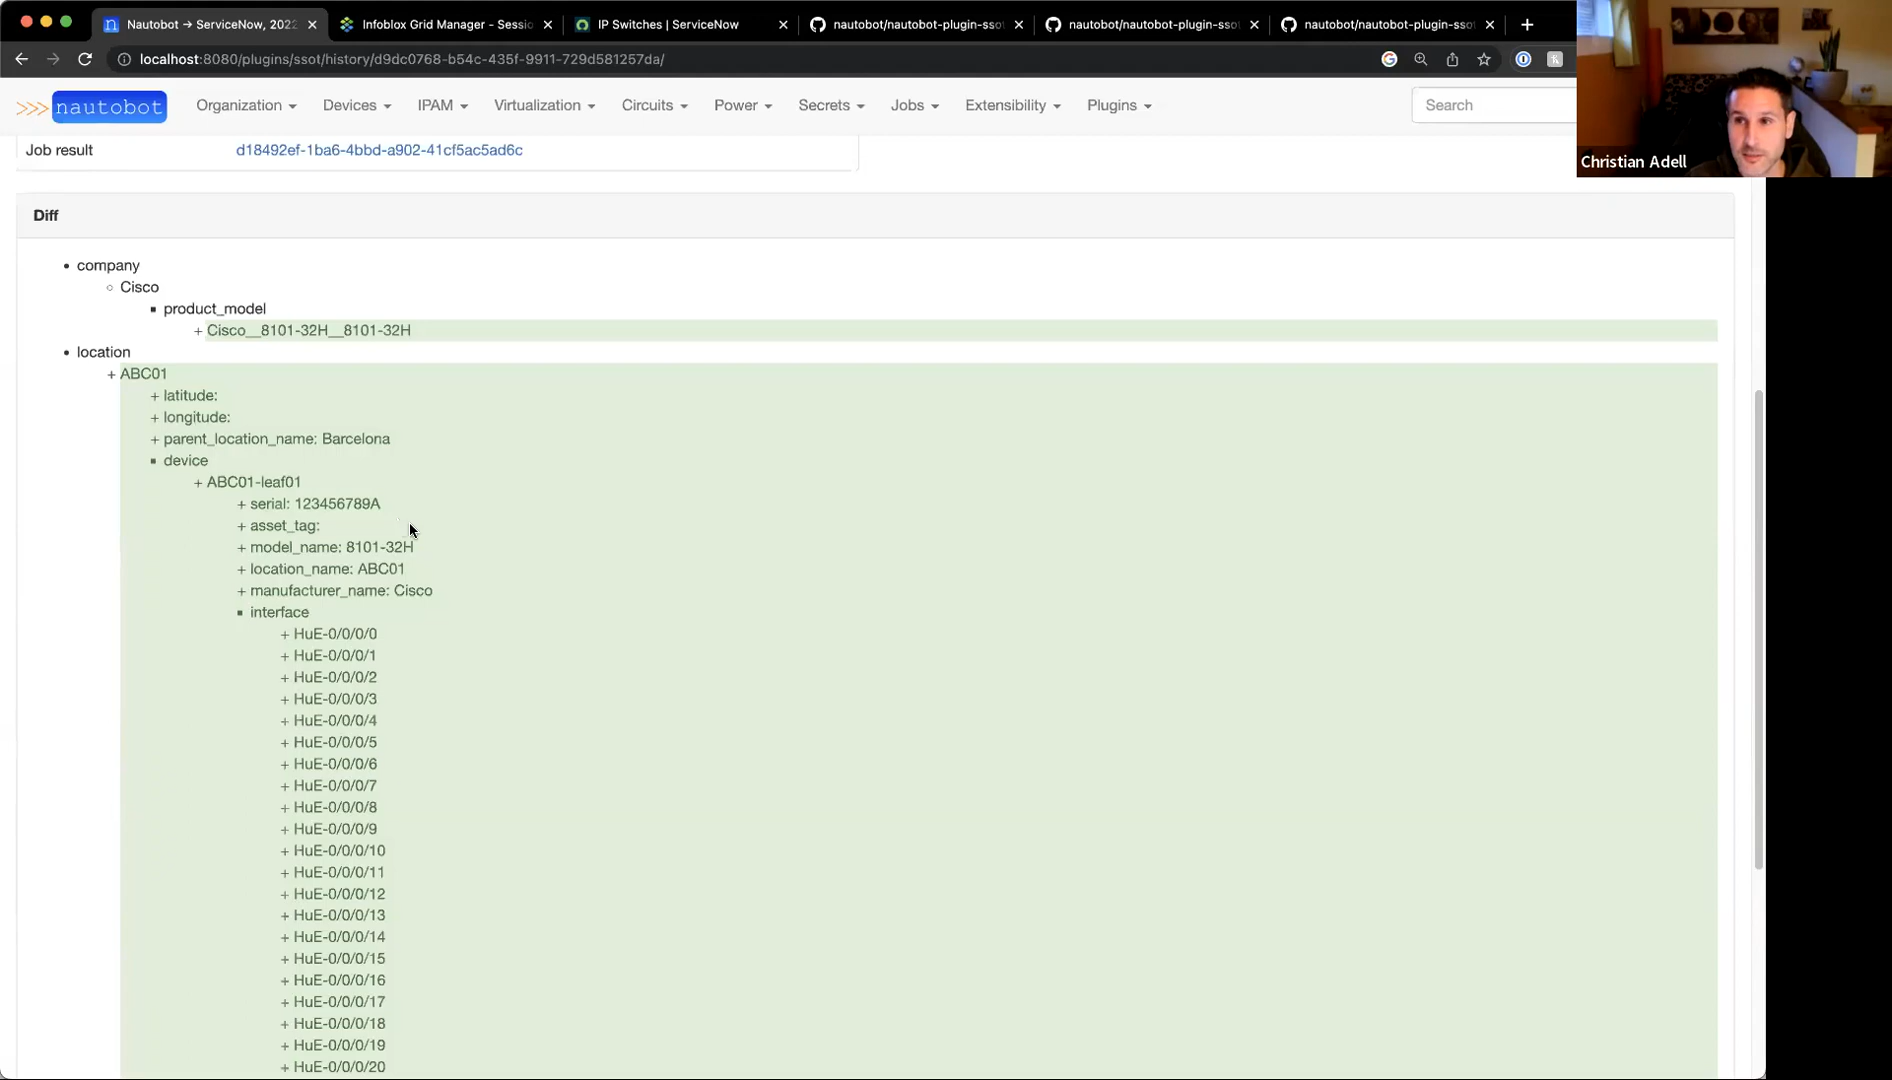 Nautobot → ServiceNow, 2022
Infoblox Grid Manager - Sessio
IP Switches | ServiceNow
nautobot/nautobot-plugin-ssot
nautobot/nautobot-plugin-ssot
nautobot/nautobot-plugin-ssot
localhost:8080/plugins/ssot/history/d9dc0768-b54c-435f-9911-729d581257da/
nautobot
Organization
Devices
IPAM
Virtualization
Circuits
Power
Secrets
Jobs
Extensibility
Plugins
Search
Christian Adell
Job result d18492ef-1ba6-4bbd-a902-41cf5ac5ad6c
Diff
company
Cisco
product_model
+ Cisco__8101-32H__8101-32H
location
+ ABC01
+ latitude:
+ longitude:
+ parent_location_name: Barcelona
device
+ ABC01-leaf01
+ serial: 123456789A
+ asset_tag:
+ model_name: 8101-32H
+ location_name: ABC01
+ manufacturer_name: Cisco
interface
+ HuE-0/0/0/0
+ HuE-0/0/0/1
+ HuE-0/0/0/2
+ HuE-0/0/0/3
+ HuE-0/0/0/4
+ HuE-0/0/0/5
+ HuE-0/0/0/6
+ HuE-0/0/0/7
+ HuE-0/0/0/8
+ HuE-0/0/0/9
+ HuE-0/0/0/10
+ HuE-0/0/0/11
+ HuE-0/0/0/12
+ HuE-0/0/0/13
+ HuE-0/0/0/14
+ HuE-0/0/0/15
+ HuE-0/0/0/16
+ HuE-0/0/0/17
+ HuE-0/0/0/18
+ HuE-0/0/0/19
+ HuE-0/0/0/20